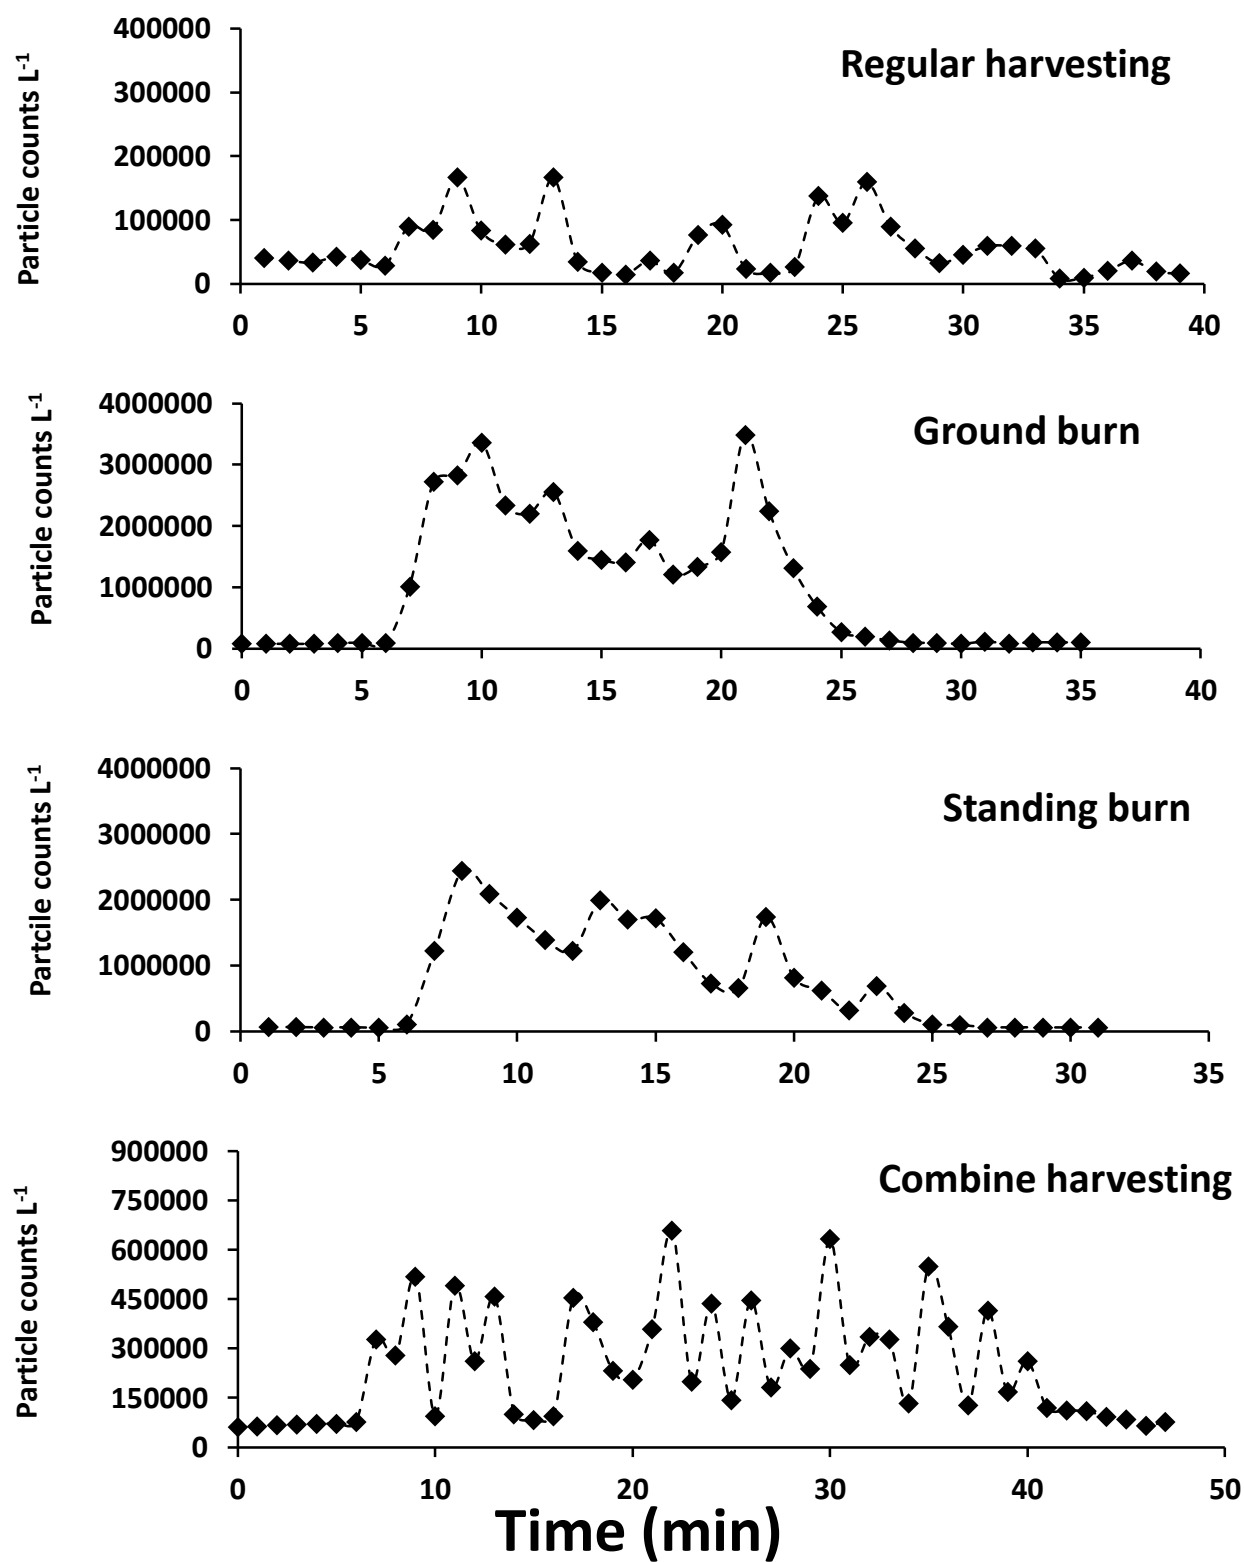 Regular harvesting
Particle counts L-1
400000
300000
200000
100000
0
0 5 10 15 20 25 30 35 40
Ground burn
Particle counts L-1
4000000
3000000
2000000
1000000
0
0 5 10 15 20 25 30 35 40
Standing burn
Partcile counts L-1
4000000
3000000
2000000
1000000
0
0 5 10 15 20 25 30 35
Combine harvesting
Particle counts L-1
900000
750000
600000
450000
300000
150000
0
0 10 20 30 40 50
Time (min)